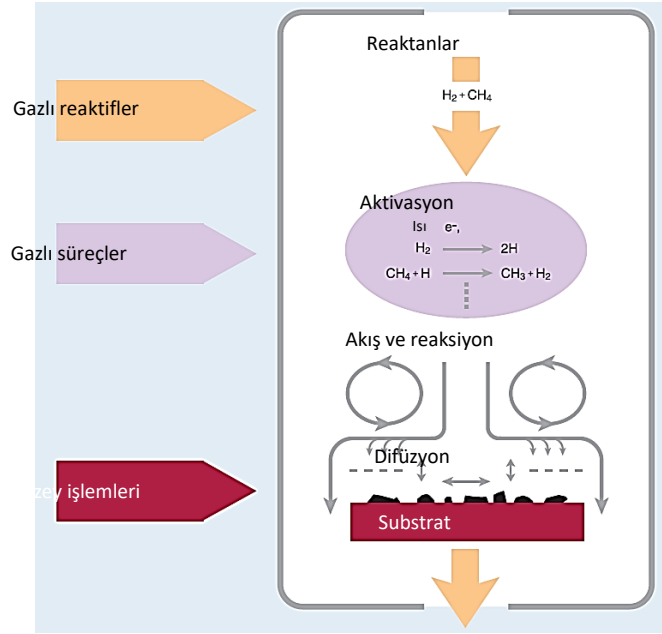 Reaktanlar
H₂ + CH₄
Gazlı reaktifler
Aktivasyon
Isı e⁻,
H₂ → 2H
CH₄ + H → CH₃ + H₂
Gazlı süreçler
Akış ve reaksiyon
Difüzyon
zey işlemleri
Substrat